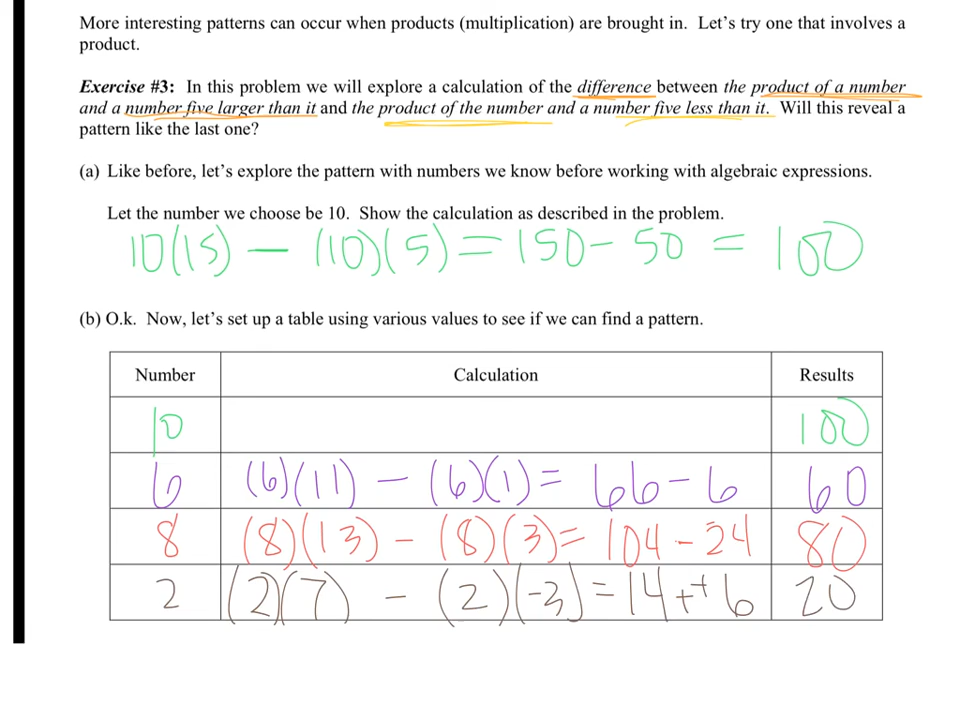 More interesting patterns can occur when products (multiplication) are brought in. Let's try one that involves a
product.
Exercise #3: In this problem we will explore a calculation of the difference between the product of a number
and a number five larger than it and the product of the number and a number five less than it. Will this reveal a
pattern like the last one?
(a) Like before, let's explore the pattern with numbers we know before working with algebraic expressions.
Let the number we choose be 10. Show the calculation as described in the problem.
10(15) - (10)(5) = 150 - 50 = 100
(b) O.k. Now, let's set up a table using various values to see if we can find a pattern.
Number Calculation Results
10 100
6 (6)(11) - (6)(1) = 66 - 6 60
8 (8)(13) - (8)(3) = 104 - 24 80
2 (2)(7) - (2)(-3) = 14 + + 6 20